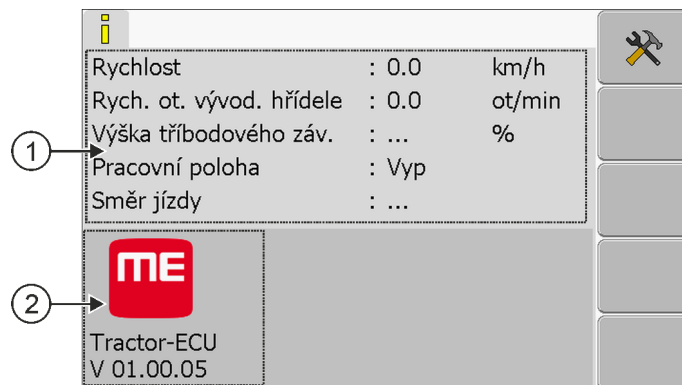 i
Rychlost : 0.0 km/h
Rych. ot. vývod. hřídele : 0.0 ot/min
Výška tříbodového záv. : ... %
Pracovní poloha : Vyp
Směr jízdy : ...
1
ME
2
Tractor-ECU
V 01.00.05